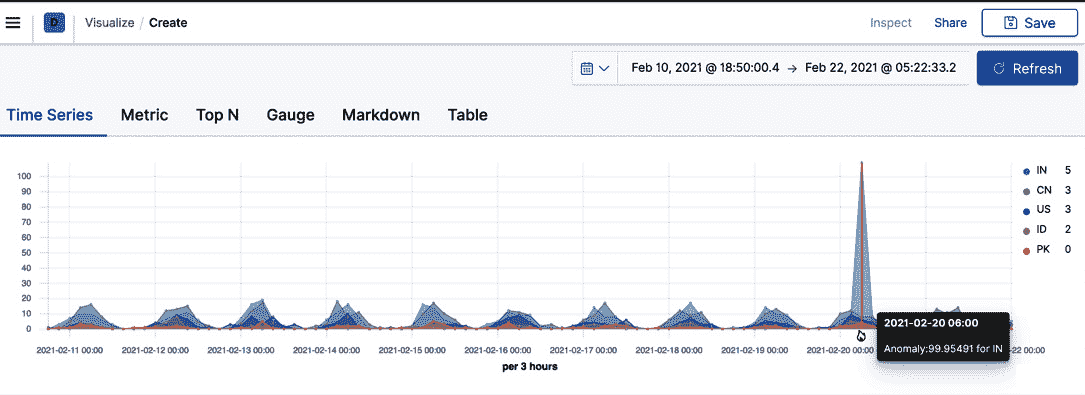 D Visualize / Create Inspect Share Save
Feb 10, 2021 @ 18:50:00.4 → Feb 22, 2021 @ 05:22:33.2 Refresh
Time Series Metric Top N Gauge Markdown Table
100
90
80
70
60
50
40
30
20
10
0
IN 5
CN 3
US 3
ID 2
PK 0
2021-02-11 00:00 2021-02-12 00:00 2021-02-13 00:00 2021-02-14 00:00 2021-02-15 00:00 2021-02-16 00:00 2021-02-17 00:00 2021-02-18 00:00 2021-02-19 00:00 2021-02-20 00:00 -22 00:00
per 3 hours
2021-02-20 06:00
Anomaly:99.95491 for IN